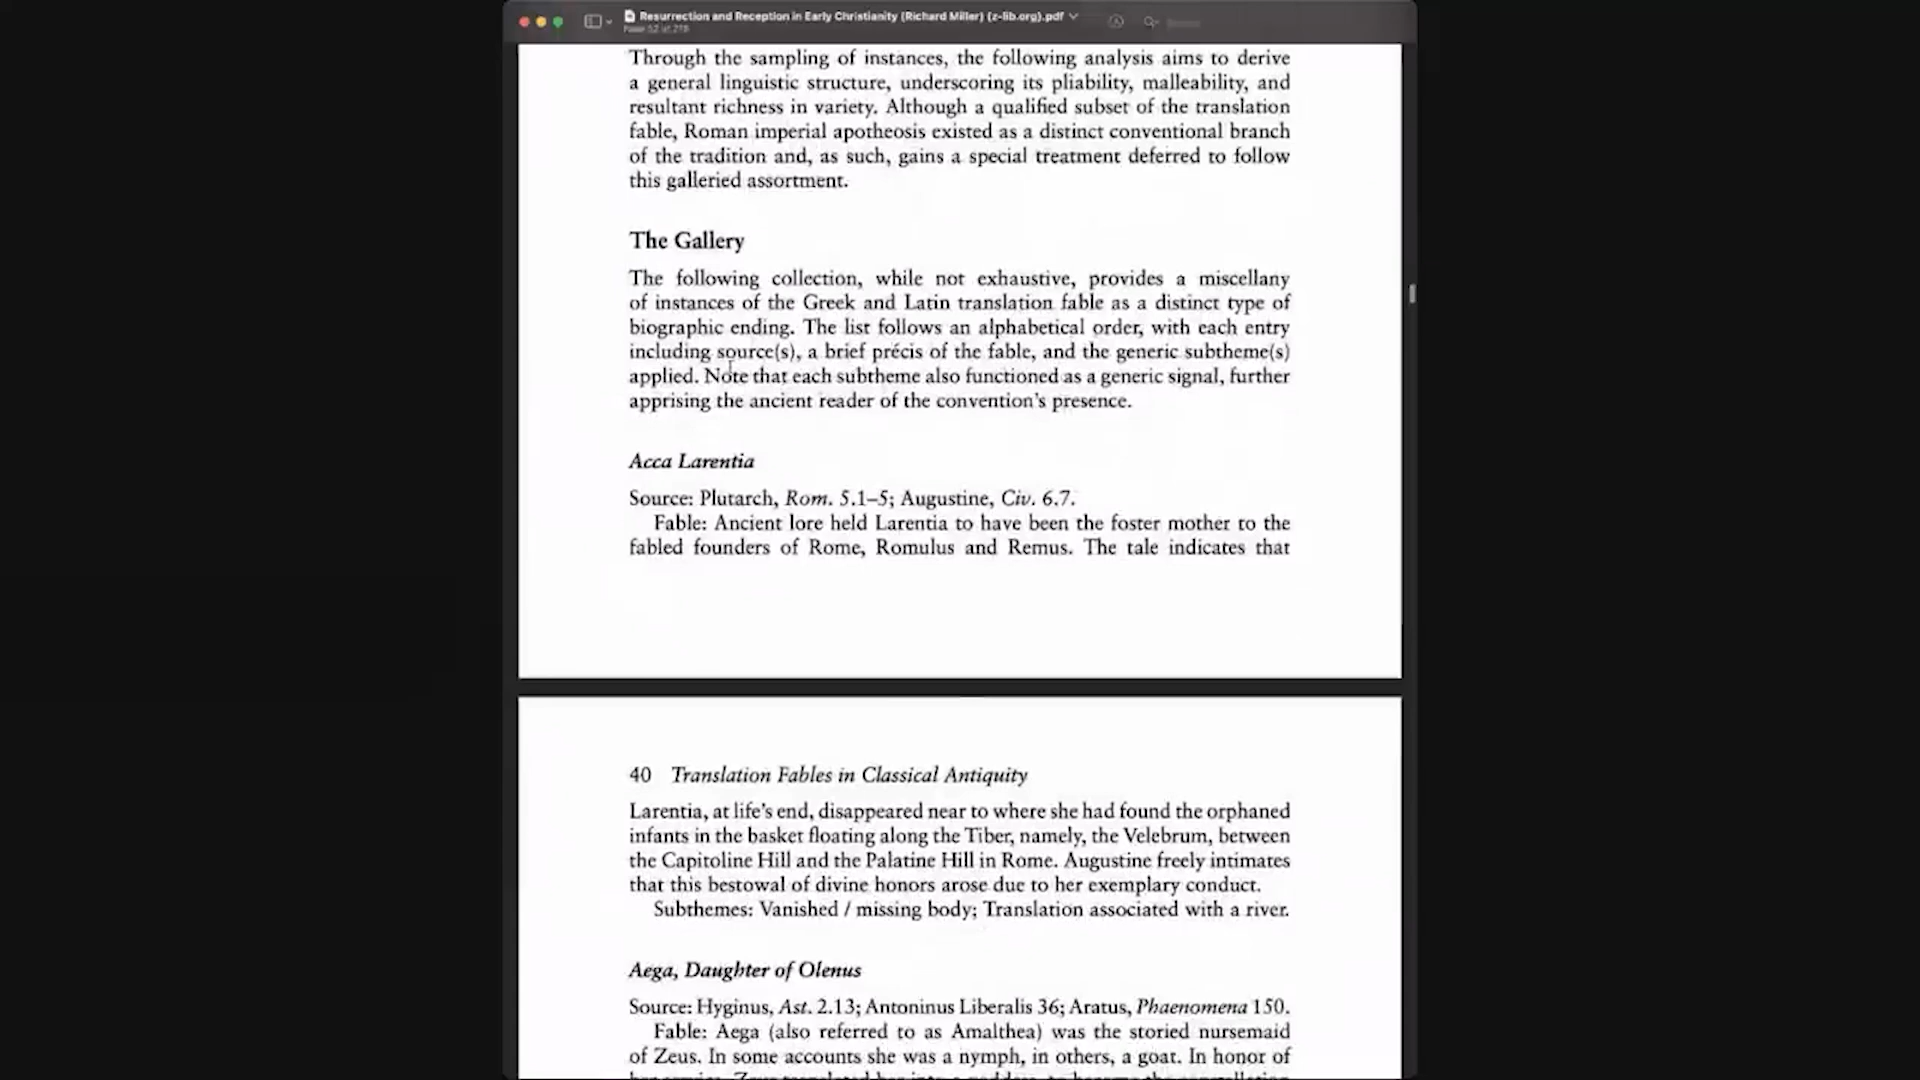 Resurrection and Reception in Early Christianity (Richard Miller) (z-lib.org).pdf
Page 52 of 218
Search
Through the sampling of instances, the following analysis aims to derive
a general linguistic structure, underscoring its pliability, malleability, and
resultant richness in variety. Although a qualified subset of the translation
fable, Roman imperial apotheosis existed as a distinct conventional branch
of the tradition and, as such, gains a special treatment deferred to follow
this galleried assortment.
The Gallery
The following collection, while not exhaustive, provides a miscellany
of instances of the Greek and Latin translation fable as a distinct type of
biographic ending. The list follows an alphabetical order, with each entry
including source(s), a brief précis of the fable, and the generic subtheme(s)
applied. Note that each subtheme also functioned as a generic signal, further
apprising the ancient reader of the convention's presence.
Acca Larentia
Source: Plutarch, Rom. 5.1–5; Augustine, Civ. 6.7.
Fable: Ancient lore held Larentia to have been the foster mother to the
fabled founders of Rome, Romulus and Remus. The tale indicates that
40 Translation Fables in Classical Antiquity
Larentia, at life's end, disappeared near to where she had found the orphaned
infants in the basket floating along the Tiber, namely, the Velebrum, between
the Capitoline Hill and the Palatine Hill in Rome. Augustine freely intimates
that this bestowal of divine honors arose due to her exemplary conduct.
Subthemes: Vanished / missing body; Translation associated with a river.
Aega, Daughter of Olenus
Source: Hyginus, Ast. 2.13; Antoninus Liberalis 36; Aratus, Phaenomena 150.
Fable: Aega (also referred to as Amalthea) was the storied nursemaid
of Zeus. In some accounts she was a nymph, in others, a goat. In honor of